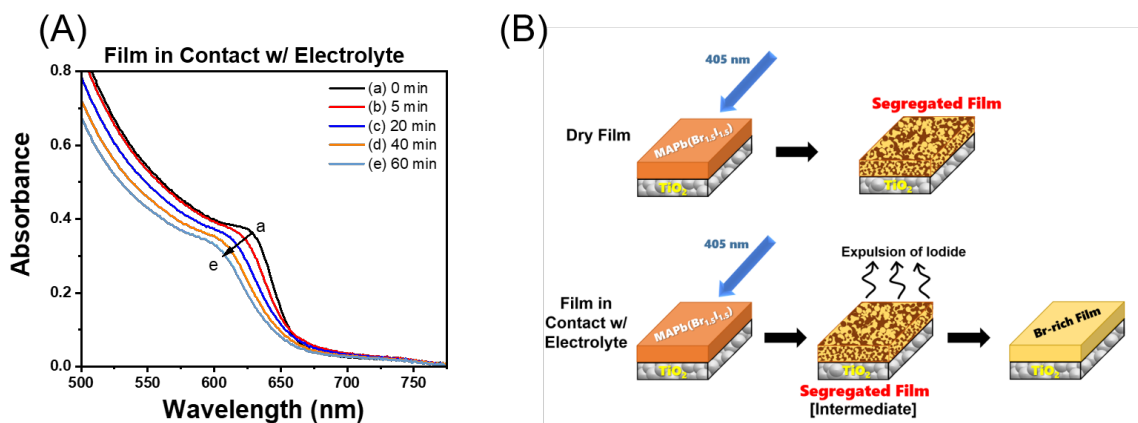 (A)
Film in Contact w/ Electrolyte
Absorbance
0.8
0.6
0.4
0.2
0.0
(a) 0 min
(b) 5 min
(c) 20 min
(d) 40 min
(e) 60 min
a
e
500
550
600
650
700
750
Wavelength (nm)
(B)
405 nm
Dry Film
MAPb(Br1.5I1.5)
TiO2
Segregated Film
TiO2
405 nm
Film in
Contact w/
Electrolyte
MAPb(Br1.5I1.5)
TiO2
Expulsion of Iodide
TiO2
Segregated Film
[Intermediate]
Br-rich Film
TiO2